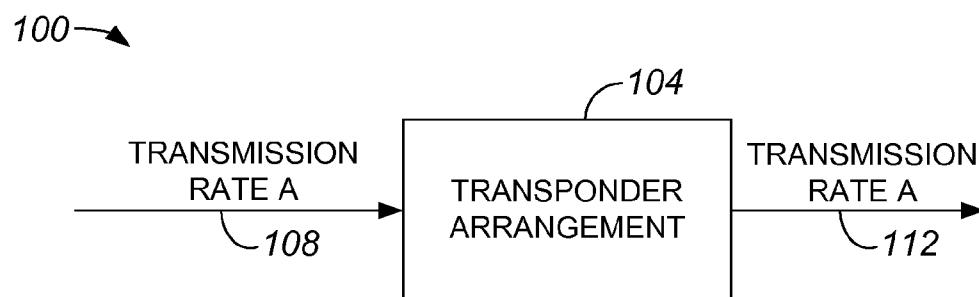 100
104
TRANSMISSION
RATE A
TRANSPONDER
ARRANGEMENT
TRANSMISSION
RATE A
108
112